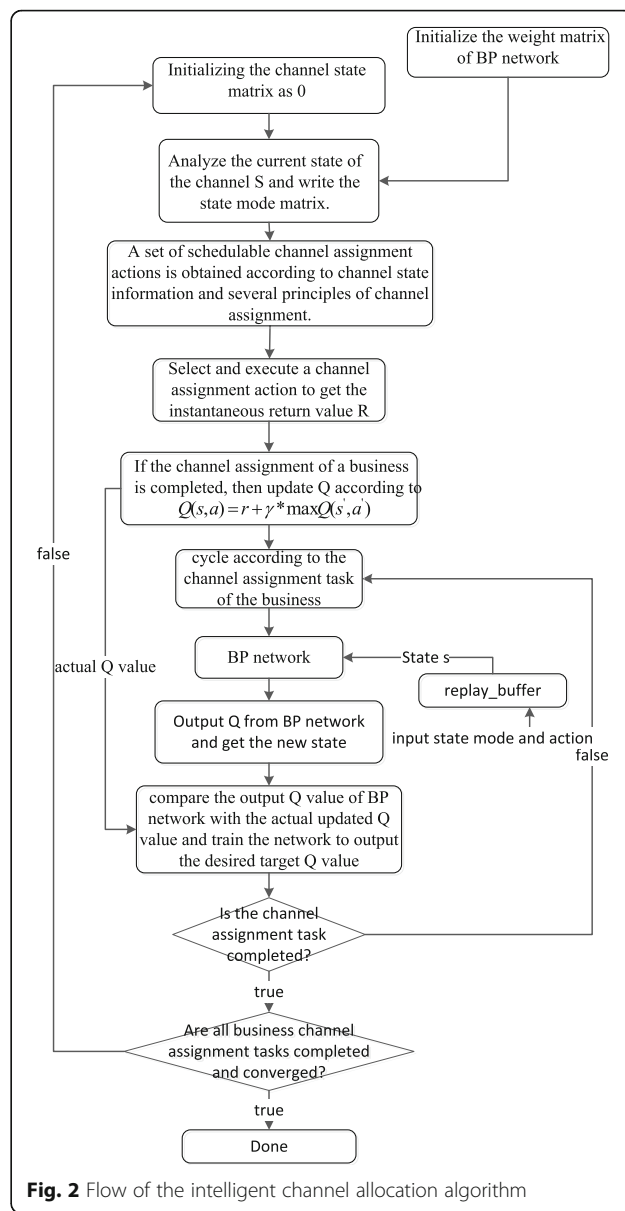 Initialize the weight matrix
of BP network
Initializing the channel state
matrix as 0
Analyze the current state of
the channel S and write the
state mode matrix.
A set of schedulable channel assignment
actions is obtained according to channel state
information and several principles of channel
assignment.
Select and execute a channel
assignment action to get the
instantaneous return value R
If the channel assignment of a business
is completed, then update Q according to
Q(s,a) = r + γ * max Q(s',a')
false
cycle according to the
channel assignment task
of the business
BP network
State s
actual Q value
replay_buffer
Output Q from BP network
and get the new state
input state mode and action
false
compare the output Q value of BP
network with the actual updated Q
value and train the network to output
the desired target Q value
Is the channel
assignment task
completed?
true
Are all business channel
assignment tasks completed
and converged?
true
Done
Fig. 2 Flow of the intelligent channel allocation algorithm